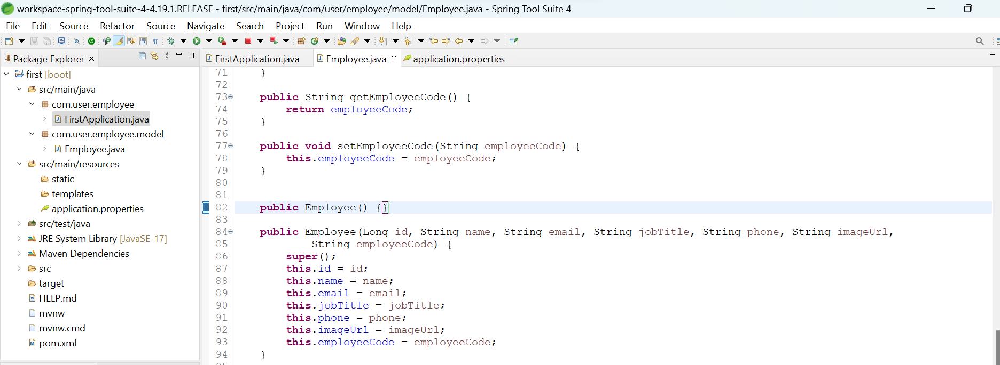 workspace-spring-tool-suite-4-4.19.1.RELEASE - first/src/main/java/com/user/employee/model/Employee.java - Spring Tool Suite 4
File Edit Source Refactor Source Navigate Search Project Run Window Help
Package Explorer
first [boot]
src/main/java
com.user.employee
FirstApplication.java
com.user.employee.model
Employee.java
src/main/resources
static
templates
application.properties
src/test/java
JRE System Library [JavaSE-17]
Maven Dependencies
src
target
HELP.md
mvnw
mvnw.cmd
pom.xml
FirstApplication.java Employee.java application.properties
71 }
72
73 public String getEmployeeCode() {
74 return employeeCode;
75 }
76
77 public void setEmployeeCode(String employeeCode) {
78 this.employeeCode = employeeCode;
79 }
80
81
82 public Employee() {}
83
84 public Employee(Long id, String name, String email, String jobTitle, String phone, String imageUrl,
85 String employeeCode) {
86 super();
87 this.id = id;
88 this.name = name;
89 this.email = email;
90 this.jobTitle = jobTitle;
91 this.phone = phone;
92 this.imageUrl = imageUrl;
93 this.employeeCode = employeeCode;
94 }